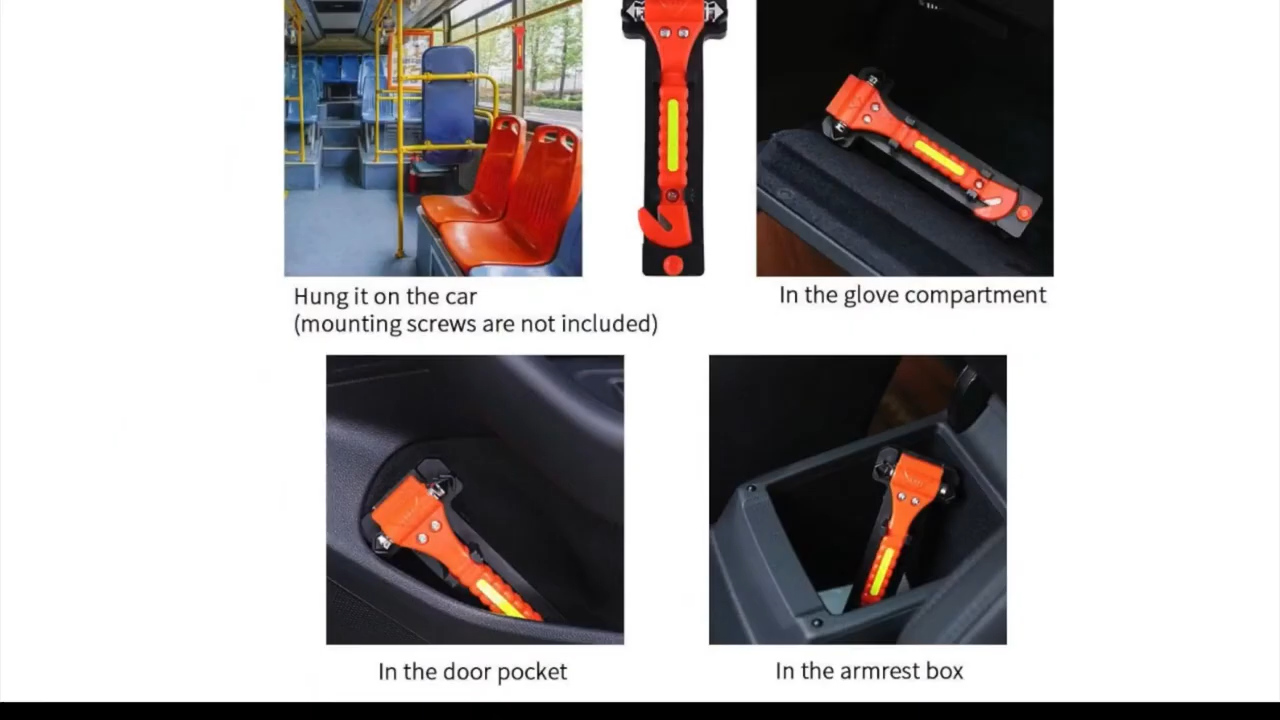 Hung it on the car
(mounting screws are not included)
In the glove compartment
In the door pocket
In the armrest box